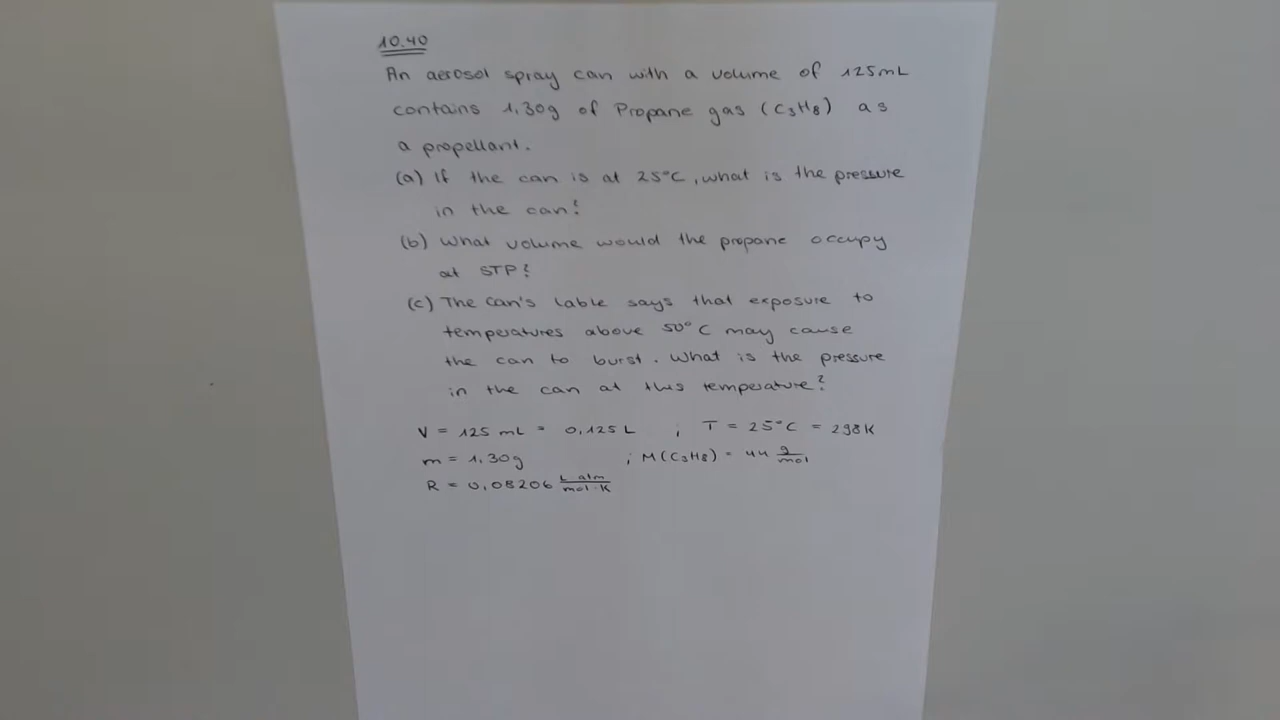 10.40
An aerosol spray can with a volume of 125mL
contains 1,30g of Propane gas (C3H8) as
a propellant.
(a) If the can is at 25°C, what is the pressure
in the can?
(b) What volume would the propane occupy
at STP?
(c) The can's lable says that exposure to
temperatures above 50°C may cause
the can to burst. What is the pressure
in the can at this temperature?
V = 125 mL = 0,125L ; T = 25°C = 298K
m = 1,30g ; M(C3H8) = 44 g/mol
R = 0,08206 L atm/mol·K